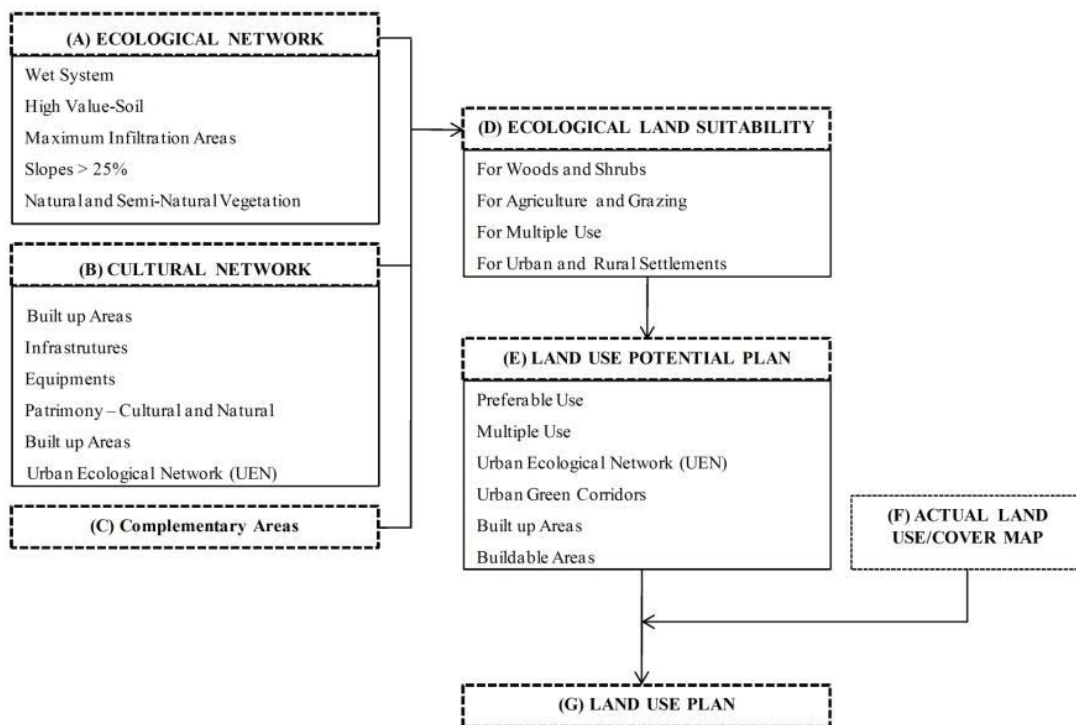 (A) ECOLOGICAL NETWORK
Wet System
High Value-Soil
Maximum Infiltration Areas
Slopes > 25%
Natural and Semi-Natural Vegetation
(B) CULTURAL NETWORK
Built up Areas
Infrastrutures
Equipments
Patrimony – Cultural and Natural
Built up Areas
Urban Ecological Network (UEN)
(C) Complementary Areas
(D) ECOLOGICAL LAND SUITABILITY
For Woods and Shrubs
For Agriculture and Grazing
For Multiple Use
For Urban and Rural Settlements
(E) LAND USE POTENTIAL PLAN
Preferable Use
Multiple Use
Urban Ecological Network (UEN)
Urban Green Corridors
Built up Areas
Buildable Areas
(F) ACTUAL LAND
USE/COVER MAP
(G) LAND USE PLAN